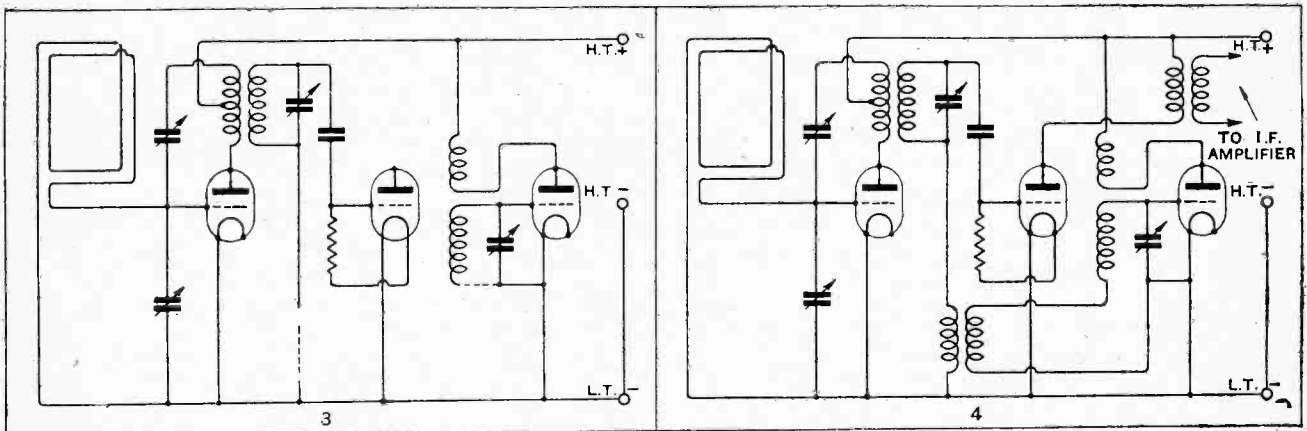 H.T.+
H.T.-
L.T.-
3
H.T.+
TO I.F.
AMPLIFIER
H.T.-
L.T.-
4